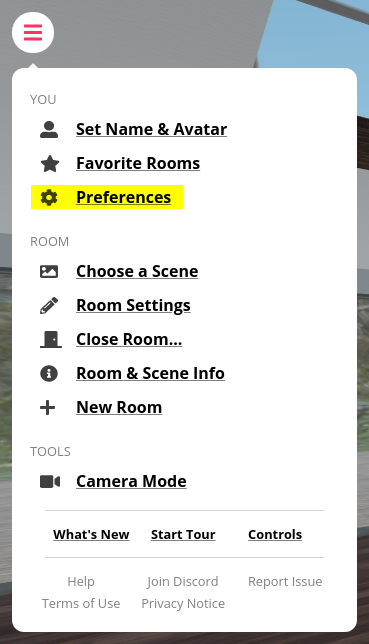 YOU
Set Name & Avatar
Favorite Rooms
Preferences
ROOM
Choose a Scene
Room Settings
Close Room...
Room & Scene Info
New Room
TOOLS
Camera Mode
What's New Start Tour Controls
Help Join Discord Report Issue
Terms of Use Privacy Notice